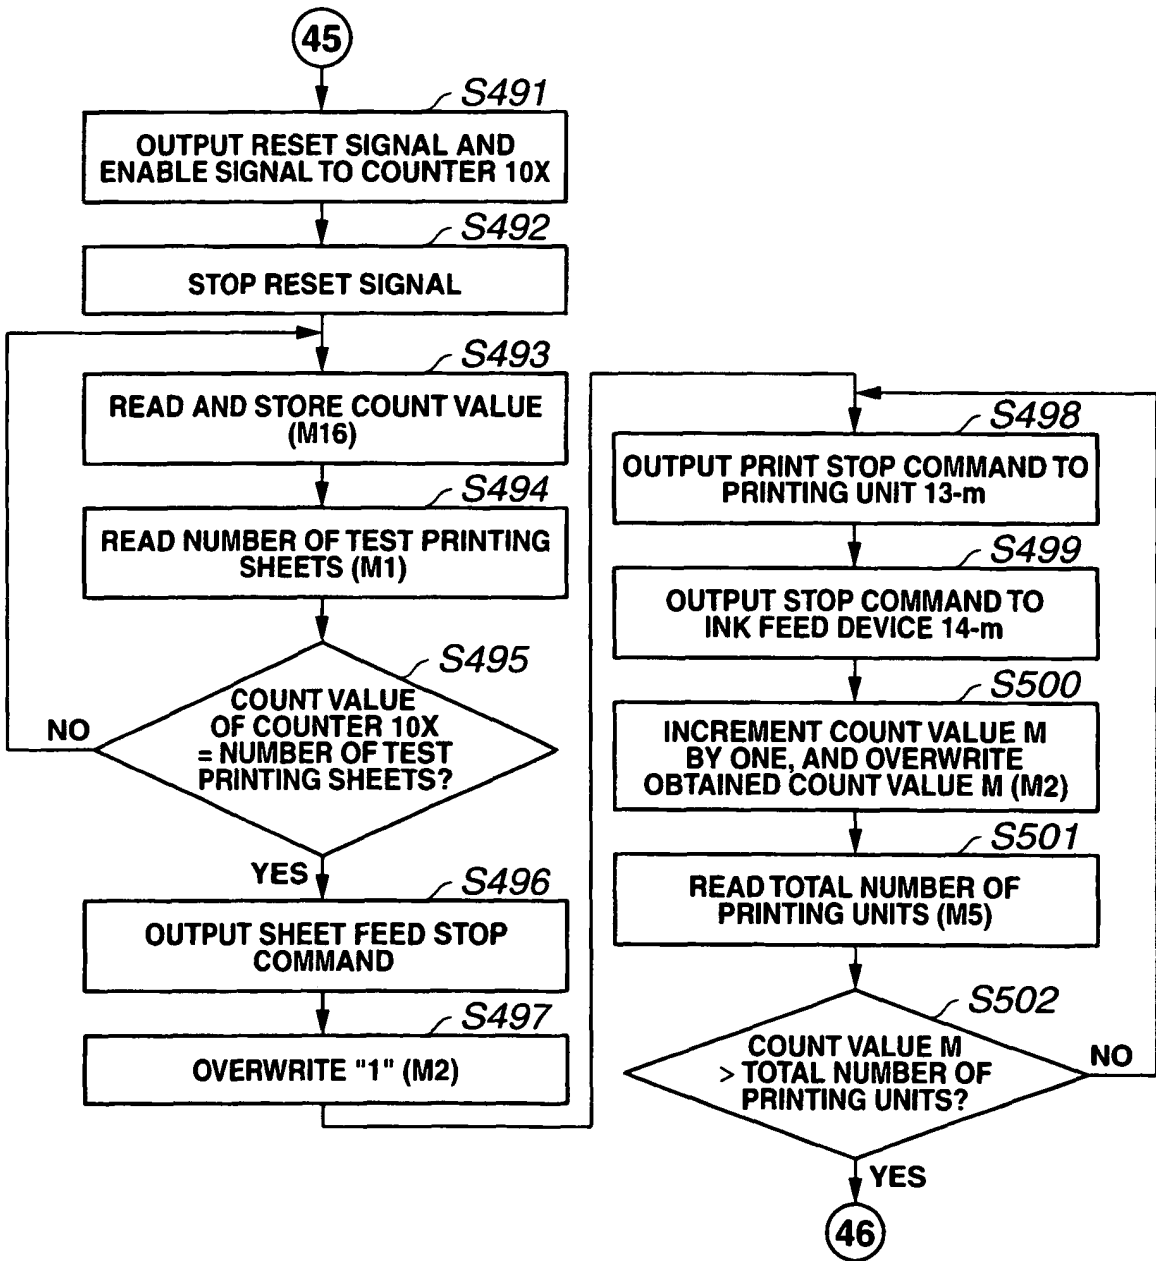 45
S491
OUTPUT RESET SIGNAL AND
ENABLE SIGNAL TO COUNTER 10X
S492
STOP RESET SIGNAL
S493
READ AND STORE COUNT VALUE
(M16)
S494
READ NUMBER OF TEST PRINTING
SHEETS (M1)
S495
COUNT VALUE
OF COUNTER 10X
= NUMBER OF TEST
PRINTING SHEETS?
NO
YES
S496
OUTPUT SHEET FEED STOP
COMMAND
S497
OVERWRITE "1" (M2)
S498
OUTPUT PRINT STOP COMMAND TO
PRINTING UNIT 13-m
S499
OUTPUT STOP COMMAND TO
INK FEED DEVICE 14-m
S500
INCREMENT COUNT VALUE M
BY ONE, AND OVERWRITE
OBTAINED COUNT VALUE M (M2)
S501
READ TOTAL NUMBER OF
PRINTING UNITS (M5)
S502
COUNT VALUE M
> TOTAL NUMBER OF
PRINTING UNITS?
NO
YES
46